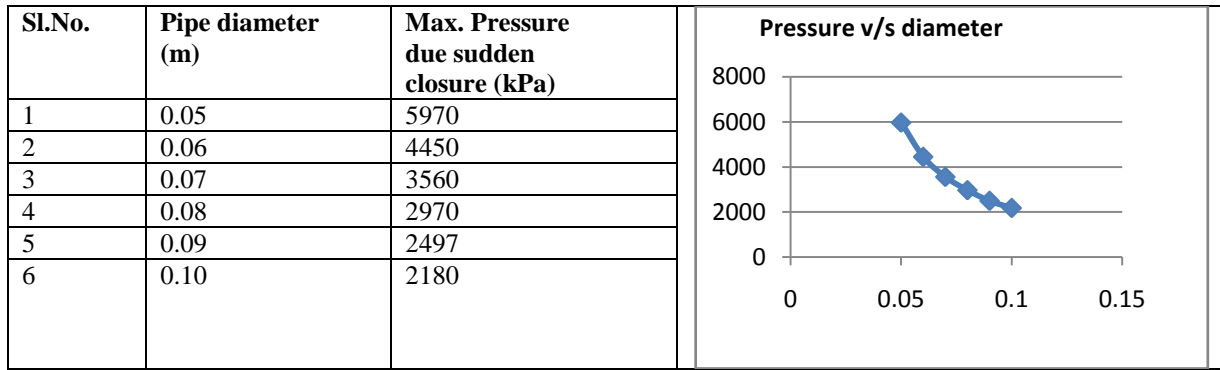 Sl.No. Pipe diameter Max. Pressure
(m) due sudden
closure (kPa)
1 0.05 5970
2 0.06 4450
3 0.07 3560
4 0.08 2970
5 0.09 2497
6 0.10 2180
Pressure v/s diameter
8000
6000
4000
2000
0
0 0.05 0.1 0.15